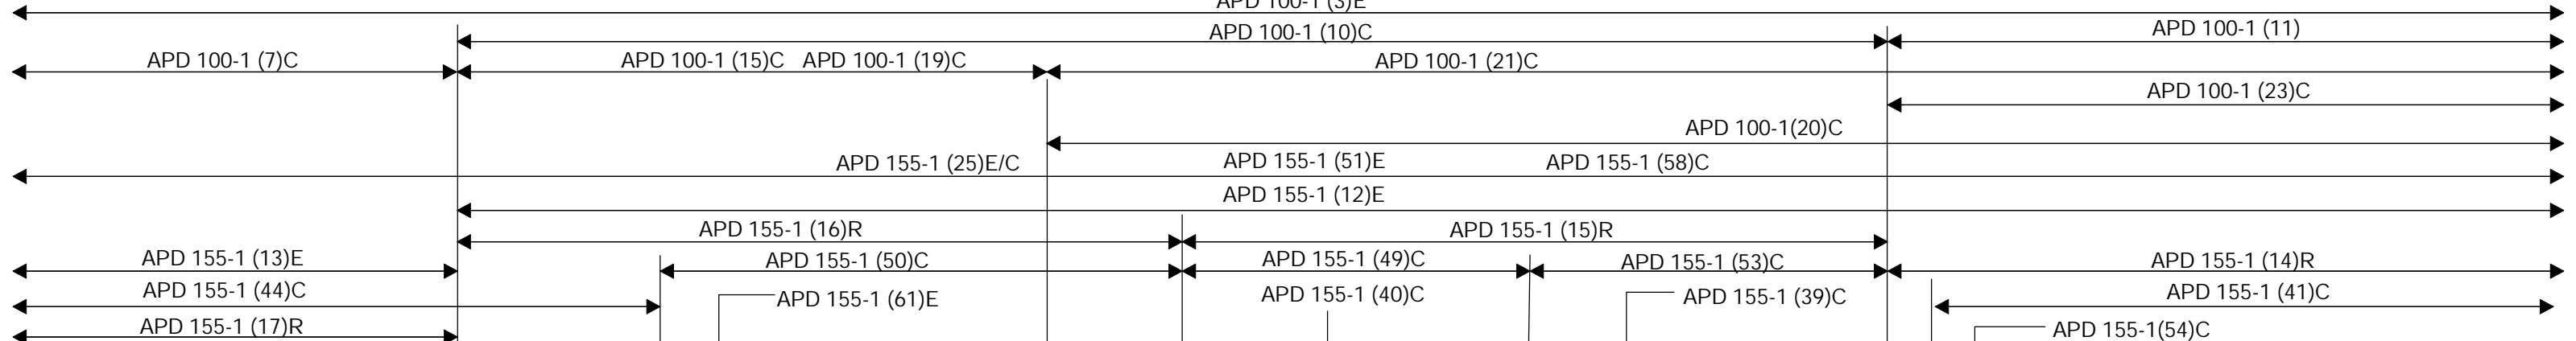 APD 100-1 (3)E
APD 100-1 (10)C APD 100-1 (11)
APD 100-1 (7)C APD 100-1 (15)C APD 100-1 (19)C APD 100-1 (21)C
APD 100-1 (23)C
APD 100-1(20)C
APD 155-1 (25)E/C APD 155-1 (51)E APD 155-1 (58)C
APD 155-1 (12)E
APD 155-1 (16)R APD 155-1 (15)R
APD 155-1 (13)E APD 155-1 (50)C APD 155-1 (49)C APD 155-1 (53)C APD 155-1 (14)R
APD 155-1 (44)C APD 155-1 (61)E APD 155-1 (40)C APD 155-1 (39)C APD 155-1 (41)C
APD 155-1 (17)R APD 155-1(54)C